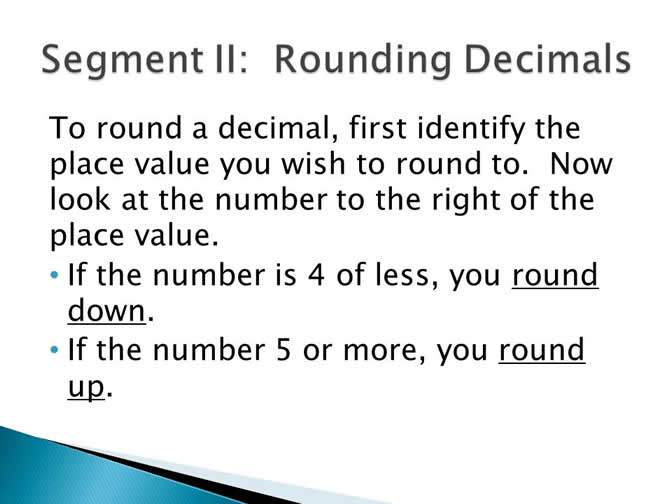 Segment II:  Rounding Decimals
To round a decimal, first identify the
place value you wish to round to.  Now
look at the number to the right of the
place value.
• If the number is 4 of less, you round
down.
• If the number 5 or more, you round
up.